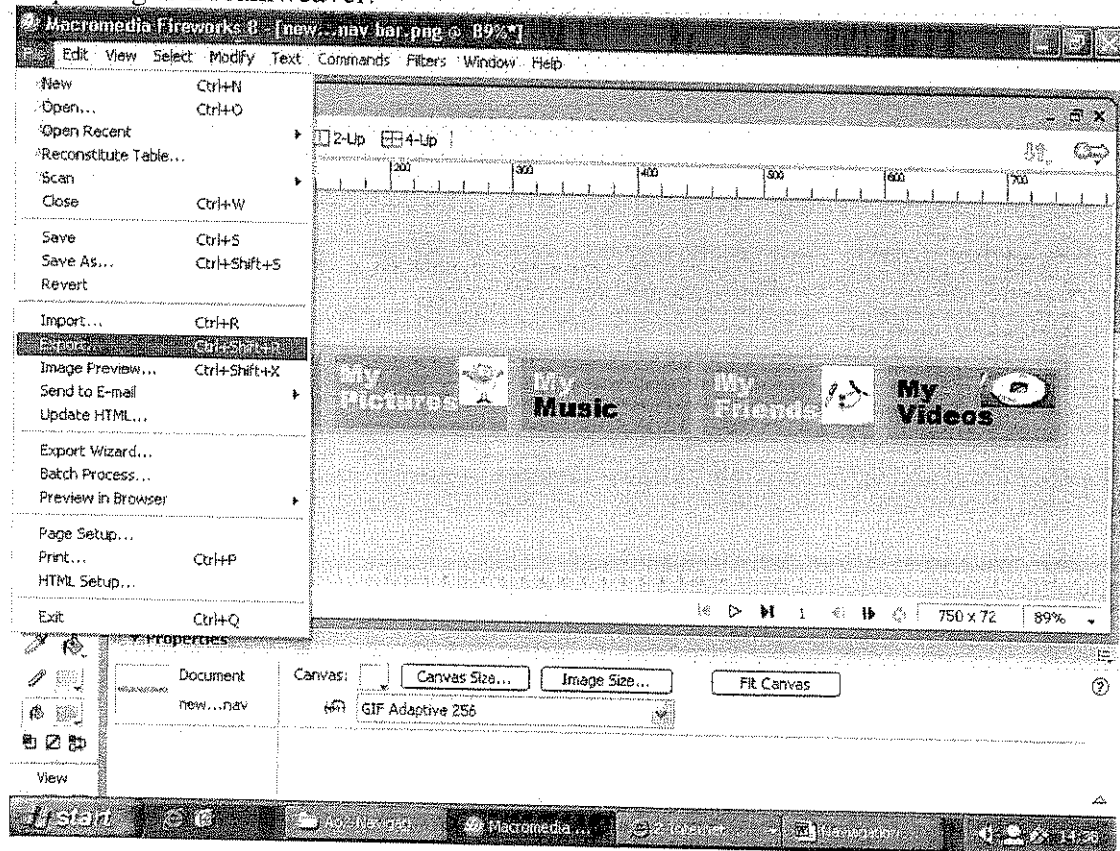 Macromedia Fireworks 8 - [new...nav bar.png @ 89%*]
File Edit View Select Modify Text Commands Filters Window Help
New Ctrl+N
Open... Ctrl+O
Open Recent
Reconstitute Table...
Scan
Close Ctrl+W
Save Ctrl+S
Save As... Ctrl+Shift+S
Revert
Import... Ctrl+R
Export... Ctrl+Shift+R
Image Preview... Ctrl+Shift+X
Send to E-mail
Update HTML...
Export Wizard...
Batch Process...
Preview in Browser
Page Setup...
Print... Ctrl+P
HTML Setup...
Exit Ctrl+Q
2-Up 4-Up
200 300 400 500 600 700
My Pictures
My Music
My Friends
My Videos
1 750 x 72 89%
Properties
Document
new...nav
Canvas: Canvas Size... Image Size... Fit Canvas
GIF Adaptive 256
View
start Macromedia ... 2 Internet